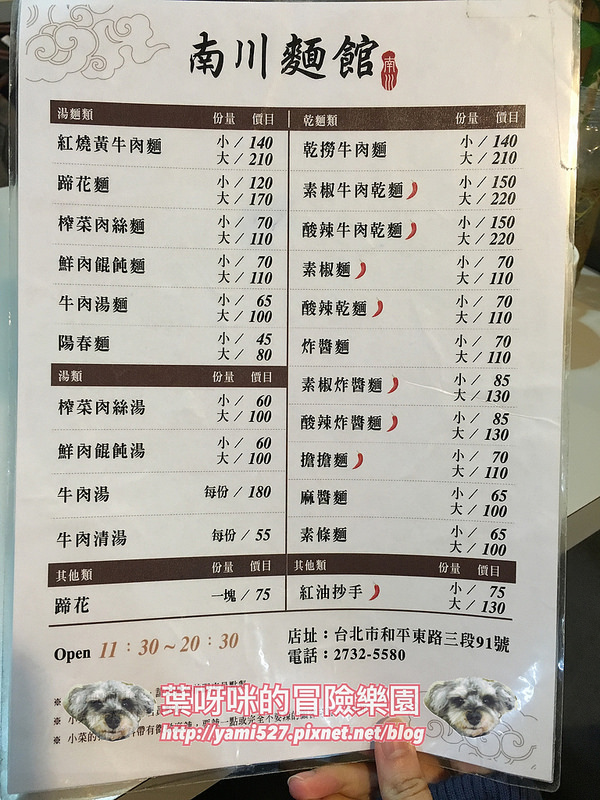 南川麵館
南川
湯麵類 份量 價目
紅燒黃牛肉麵 小／140
大／210
蹄花麵 小／120
大／170
榨菜肉絲麵 小／70
大／110
鮮肉餛飩麵 小／70
大／110
牛肉湯麵 小／65
大／100
陽春麵 小／45
大／80
湯類 份量 價目
榨菜肉絲湯 小／60
大／100
鮮肉餛飩湯 小／60
大／100
牛肉湯 每份／180
牛肉清湯 每份／55
其他類 份量 價目
蹄花 一塊／75
乾麵類 份量 價目
乾撈牛肉麵 小／140
大／210
素椒牛肉乾麵 小／150
大／220
酸辣牛肉乾麵 小／150
大／220
素椒麵 小／70
大／110
酸辣乾麵 小／70
大／110
炸醬麵 小／70
大／110
素椒炸醬麵 小／85
大／130
酸辣炸醬麵 小／85
大／130
擔擔麵 小／70
大／110
麻醬麵 小／65
大／100
素條麵 小／65
大／100
其他類 份量 價目
紅油抄手 小／75
大／130
Open 11：30～20：30
店址：台北市和平東路三段91號
電話：2732-5580
葉呀咪的冒險樂園
http://yami527.pixnet.net/blog